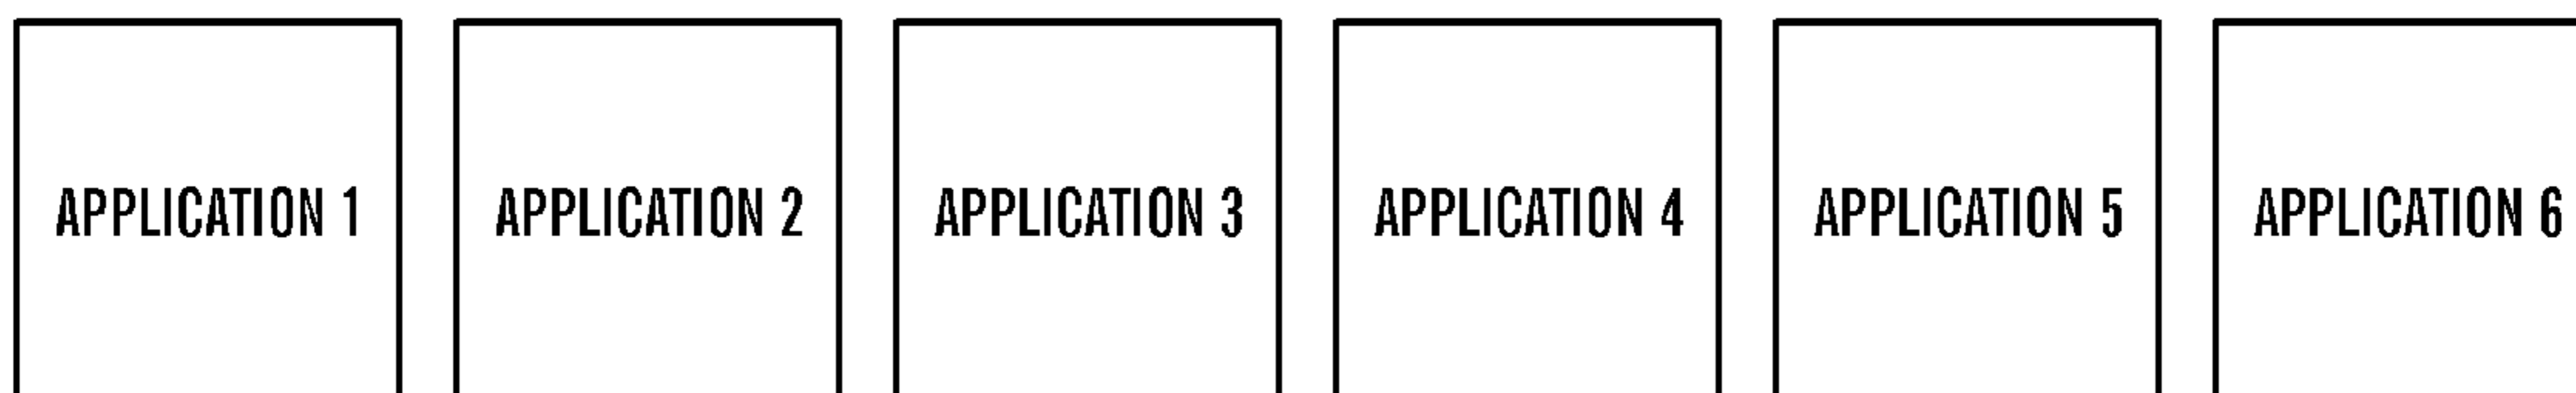 APPLICATION 1
APPLICATION 2
APPLICATION 3
APPLICATION 4
APPLICATION 5
APPLICATION 6